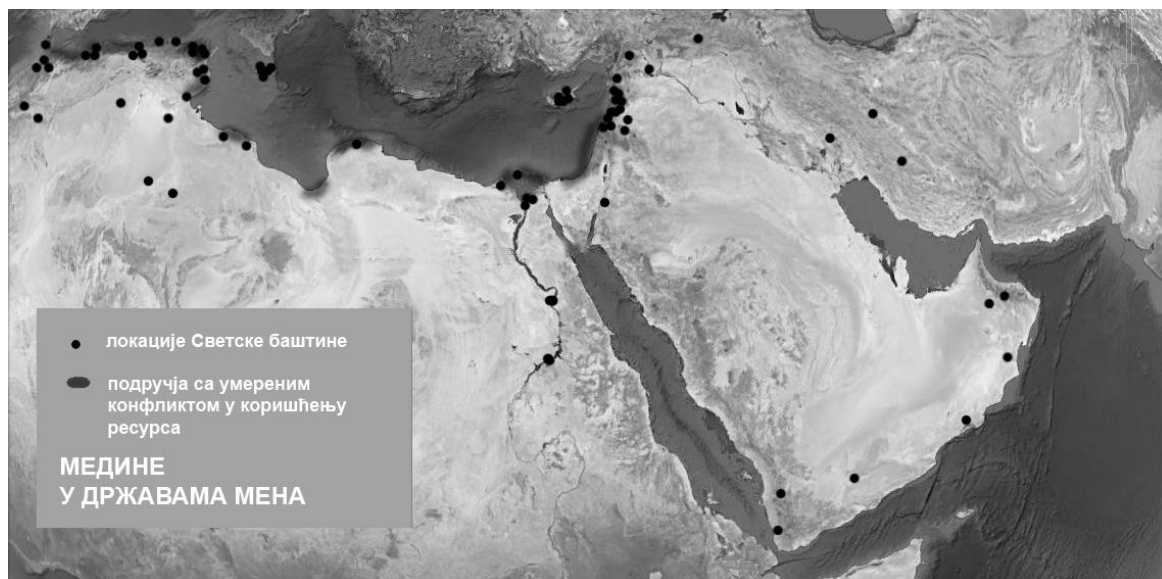 локације Светске баштине
подручја са умереним
конфликтом у коришћењу
ресурса
МЕДИНЕ
У ДРЖАВАМА МЕНА